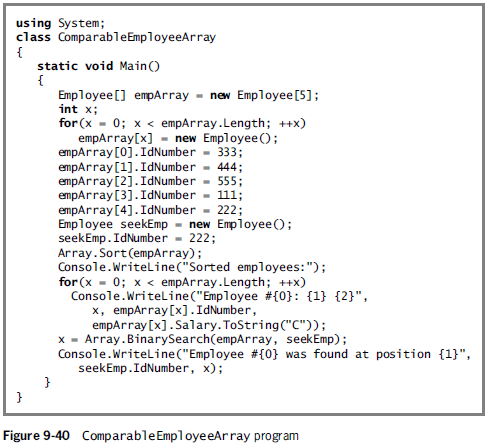 using System;
class ComparableEmployeeArray
{
   static void Main()
   {
      Employee[] empArray = new Employee[5];
      int x;
      for(x = 0; x < empArray.Length; ++x)
         empArray[x] = new Employee();
      empArray[0].IdNumber = 333;
      empArray[1].IdNumber = 444;
      empArray[2].IdNumber = 555;
      empArray[3].IdNumber = 111;
      empArray[4].IdNumber = 222;
      Employee seekEmp = new Employee();
      seekEmp.IdNumber = 222;
      Array.Sort(empArray);
      Console.WriteLine("Sorted employees:");
      for(x = 0; x < empArray.Length; ++x)
        Console.WriteLine("Employee #{0}: {1} {2}",
           x, empArray[x].IdNumber,
           empArray[x].Salary.ToString("C"));
      x = Array.BinarySearch(empArray, seekEmp);
      Console.WriteLine("Employee #{0} was found at position {1}",
         seekEmp.IdNumber, x);
    }
}
Figure 9-40 ComparableEmployeeArray program